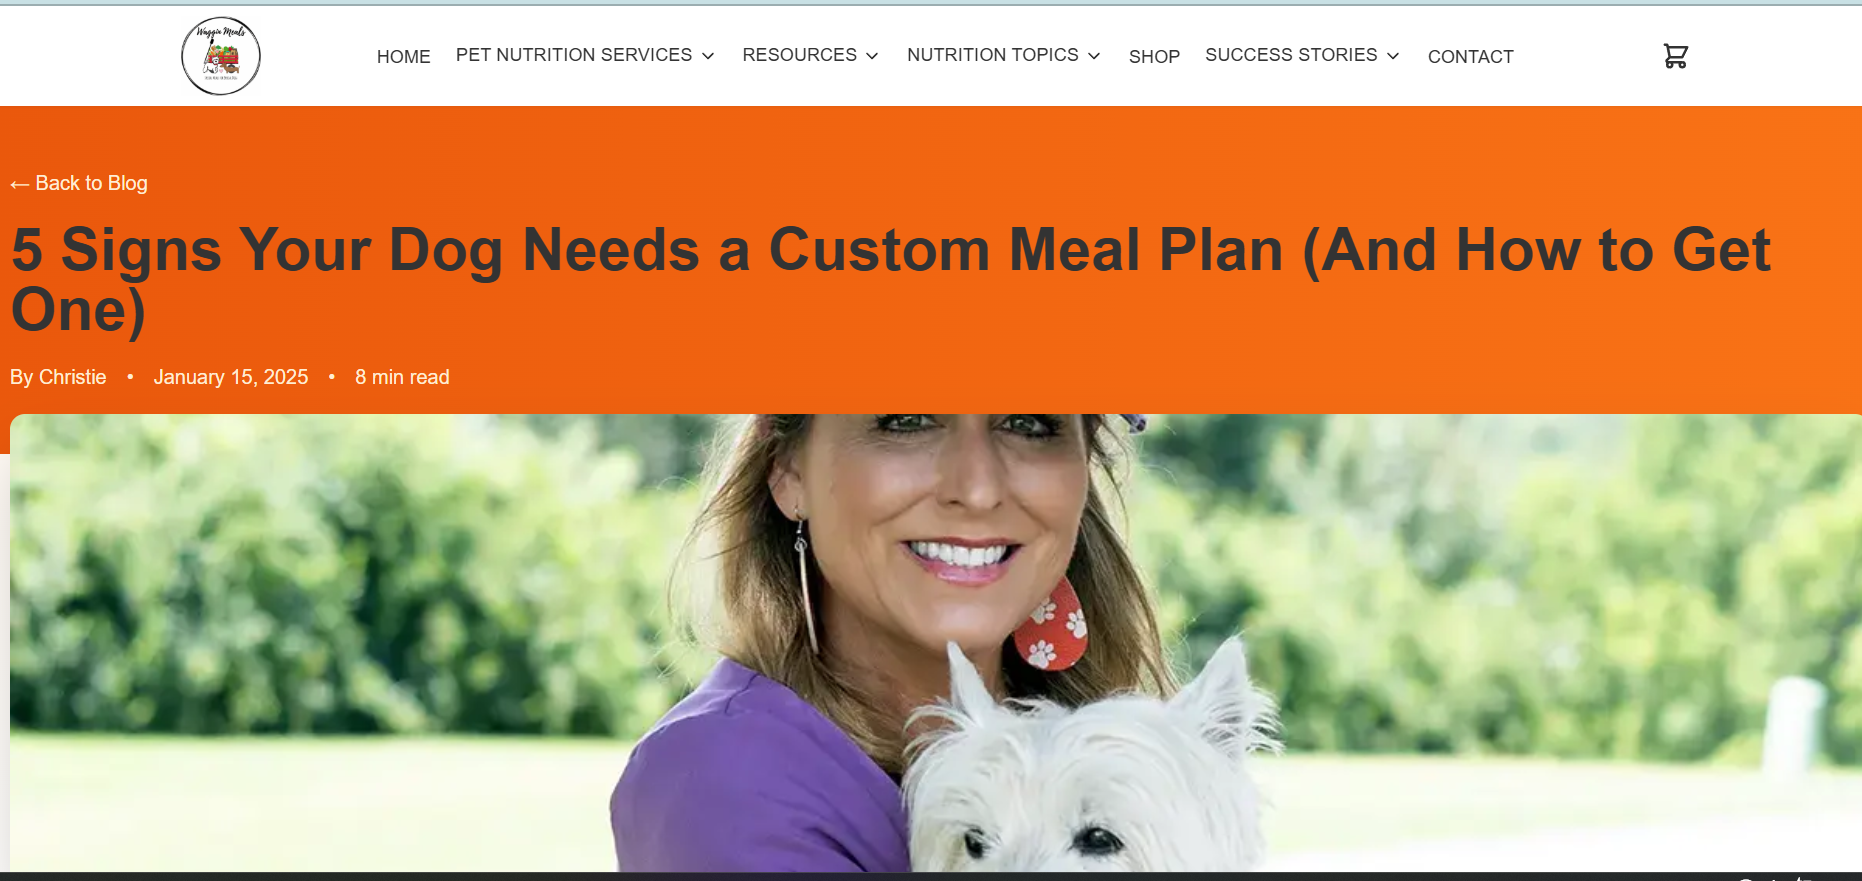 Waggin Meals
HOME
PET NUTRITION SERVICES
RESOURCES
NUTRITION TOPICS
SHOP
SUCCESS STORIES
CONTACT
← Back to Blog
5 Signs Your Dog Needs a Custom Meal Plan (And How to Get
One)
By Christie • January 15, 2025 • 8 min read